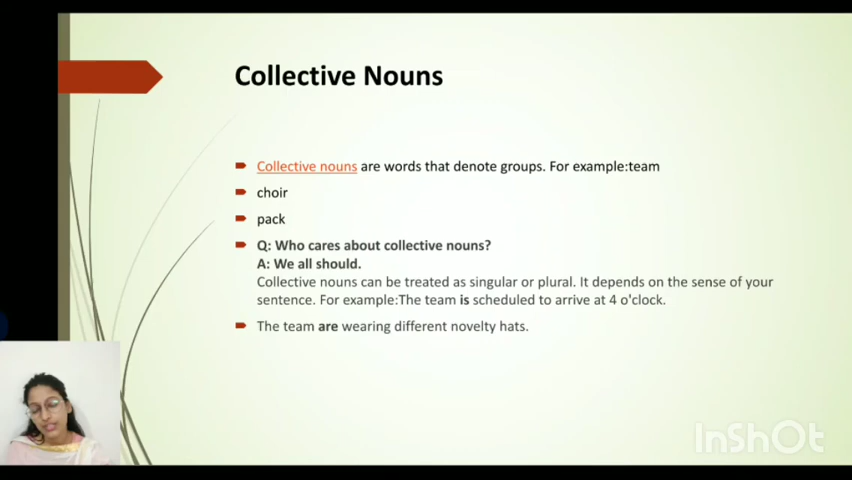 Collective Nouns
Collective nouns are words that denote groups. For example:team
choir
pack
Q: Who cares about collective nouns?
A: We all should.
Collective nouns can be treated as singular or plural. It depends on the sense of your
sentence. For example:The team is scheduled to arrive at 4 o'clock.
The team are wearing different novelty hats.
InShOt